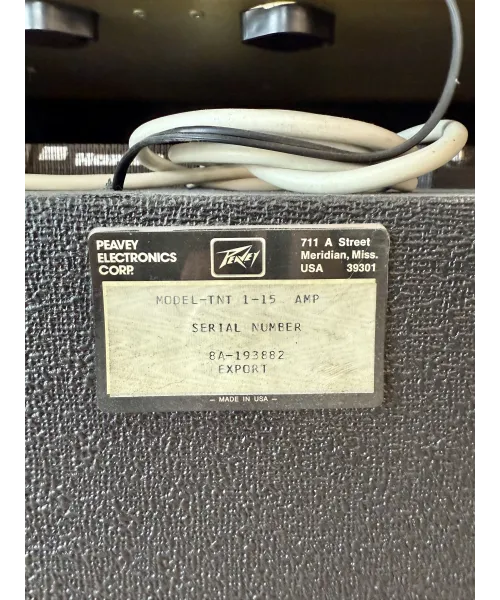 PEAVEY
ELECTRONICS
CORP.
PEAVEY
711 A Street
Meridian, Miss.
USA 39301
MODEL-TNT 1-15 AMP
SERIAL NUMBER
8A-193882
EXPORT
— MADE IN USA —